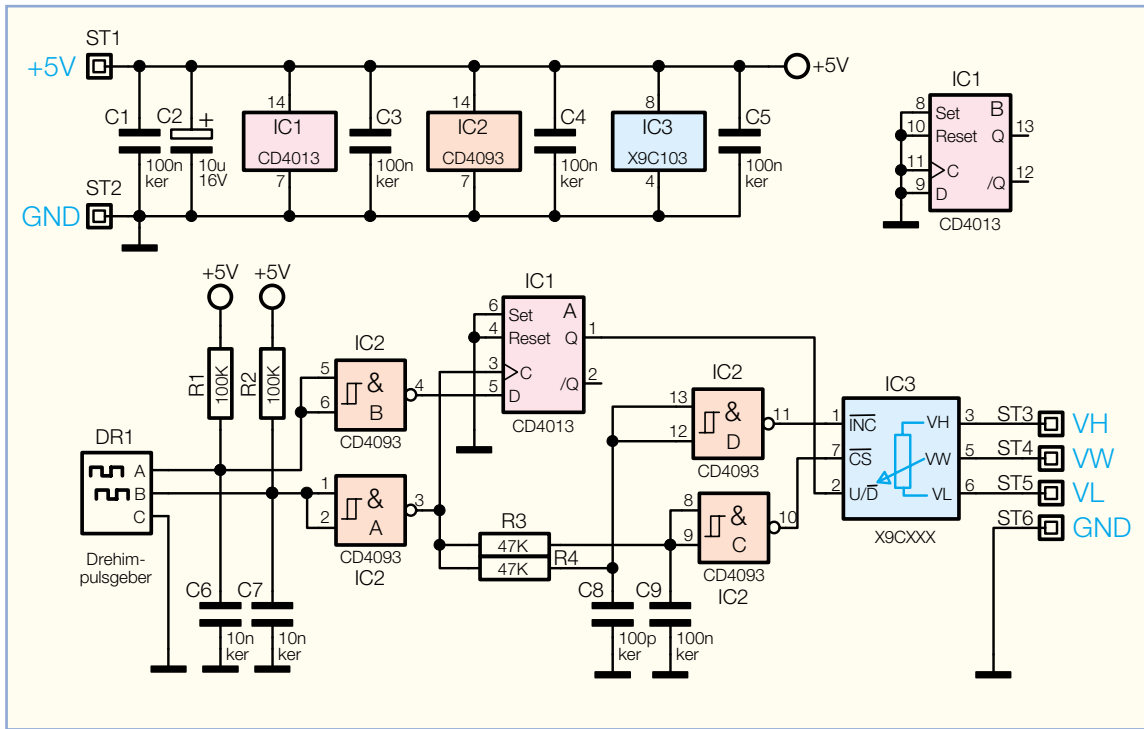 ST1
+5V
+5V
C1
100n
ker
C2
+
10u
16V
14
IC1
CD4013
7
C3
100n
ker
14
IC2
CD4093
7
C4
100n
ker
8
IC3
X9C103
4
C5
100n
ker
ST2
GND
IC1
B
8
Set
10
Reset
11
C
9
D
Q
13
/Q
12
CD4013
+5V
+5V
R1
100K
R2
100K
IC2
5
6
&
B
4
CD4093
IC1
A
6
Set
4
Reset
3
C
5
D
Q
1
/Q
2
CD4013
DR1
A
B
C
Drehim-
pulsgeber
1
2
&
A
3
CD4093
IC2
R3
47K
47K
R4
IC2
13
12
&
D
11
CD4093
8
9
&
C
10
CD4093
IC2
IC3
1
INC
7
CS
2
U/D
VH
VW
VL
3
5
6
X9CXXX
ST3
VH
ST4
VW
ST5
VL
ST6
GND
C6
10n
ker
C7
10n
ker
C8
100p
ker
C9
100n
ker